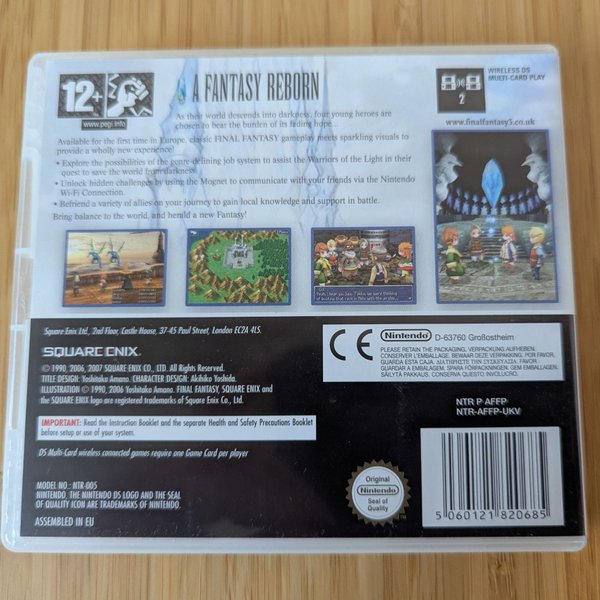 12+
www.pegi.info
A FANTASY REBORN
As their world descends into darkness, four young heroes are
chosen to bear the burden of its fading hope...
Available for the first time in Europe, classic FINAL FANTASY gameplay meets sparkling visuals to
provide a wholly new experience!
• Explore the possibilities of the genre-defining job system to assist the Warriors of the Light in their
quest to save the world from darkness.
• Unlock hidden challenges by using the Mognet to communicate with your friends via the Nintendo
Wi-Fi Connection.
• Befriend a variety of allies on your journey to gain local knowledge and support in battle.
Bring balance to the world, and herald a new Fantasy!
2
WIRELESS DS
MULTI-CARD PLAY
www.finalfantasy3.co.uk
Square Enix Ltd, 2nd Floor, Castle House, 37-45 Paul Street, London EC2A 4LS.
SQUARE ENIX
© 1990, 2006, 2007 SQUARE ENIX CO., LTD. All Rights Reserved.
TITLE DESIGN: Yoshitaka Amano. CHARACTER DESIGN: Akihiko Yoshida.
ILLUSTRATION © 1990, 2006 Yoshitaka Amano. FINAL FANTASY, SQUARE ENIX and
the SQUARE ENIX logo are registered trademarks of Square Enix Co., Ltd.
IMPORTANT: Read the Instruction Booklet and the separate Health and Safety Precautions Booklet
before setup or use of your system.
DS Multi-Card wireless connected games require one Game Card per player
MODEL NO.: NTR-005
NINTENDO, THE NINTENDO DS LOGO AND THE SEAL
OF QUALITY ICON ARE TRADEMARKS OF NINTENDO.
ASSEMBLED IN EU
CE
Nintendo
D-63760 Großostheim
PLEASE RETAIN THE PACKAGING. VERPACKUNG AUFHEBEN.
CONSERVER L'EMBALLAGE. BEWAAR DEZE VERPAKKING. POR FAVOR,
GUARDAR A EMBALAGEM. SPARA FÖRPACKNINGEN. GEM EMBALLAGEN.
SÄILYTÄ PAKKAUS. CONSERVA QUESTO INVOLUCRO.
NTR P AFFP
NTR-AFFP-UKV
Original
Nintendo
Seal of
Quality
5 060121 820685